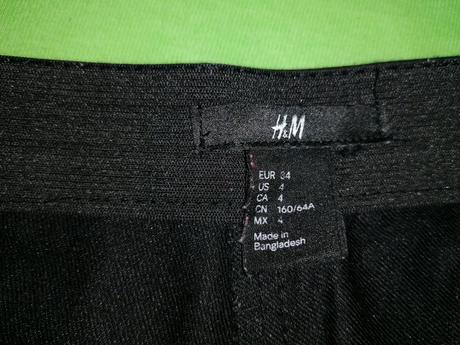 H&M
EUR 34
US 4
CA 4
CN 160/64A
MX 4
Made in
Bangladesh